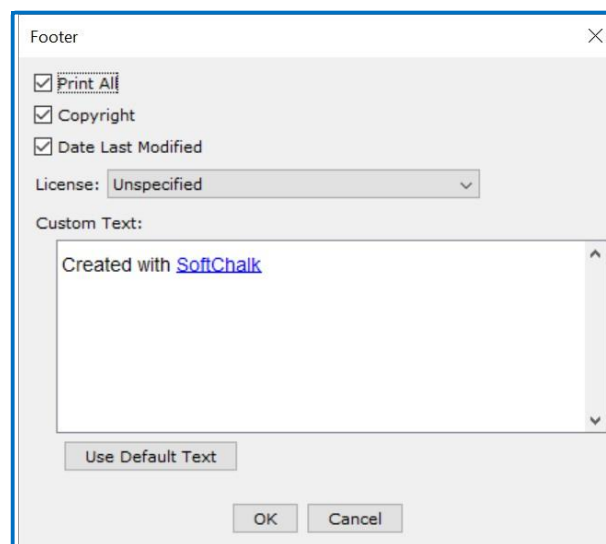 Footer
Print All
Copyright
Date Last Modified
License: Unspecified
Custom Text:
Created with SoftChalk
Use Default Text
OK Cancel